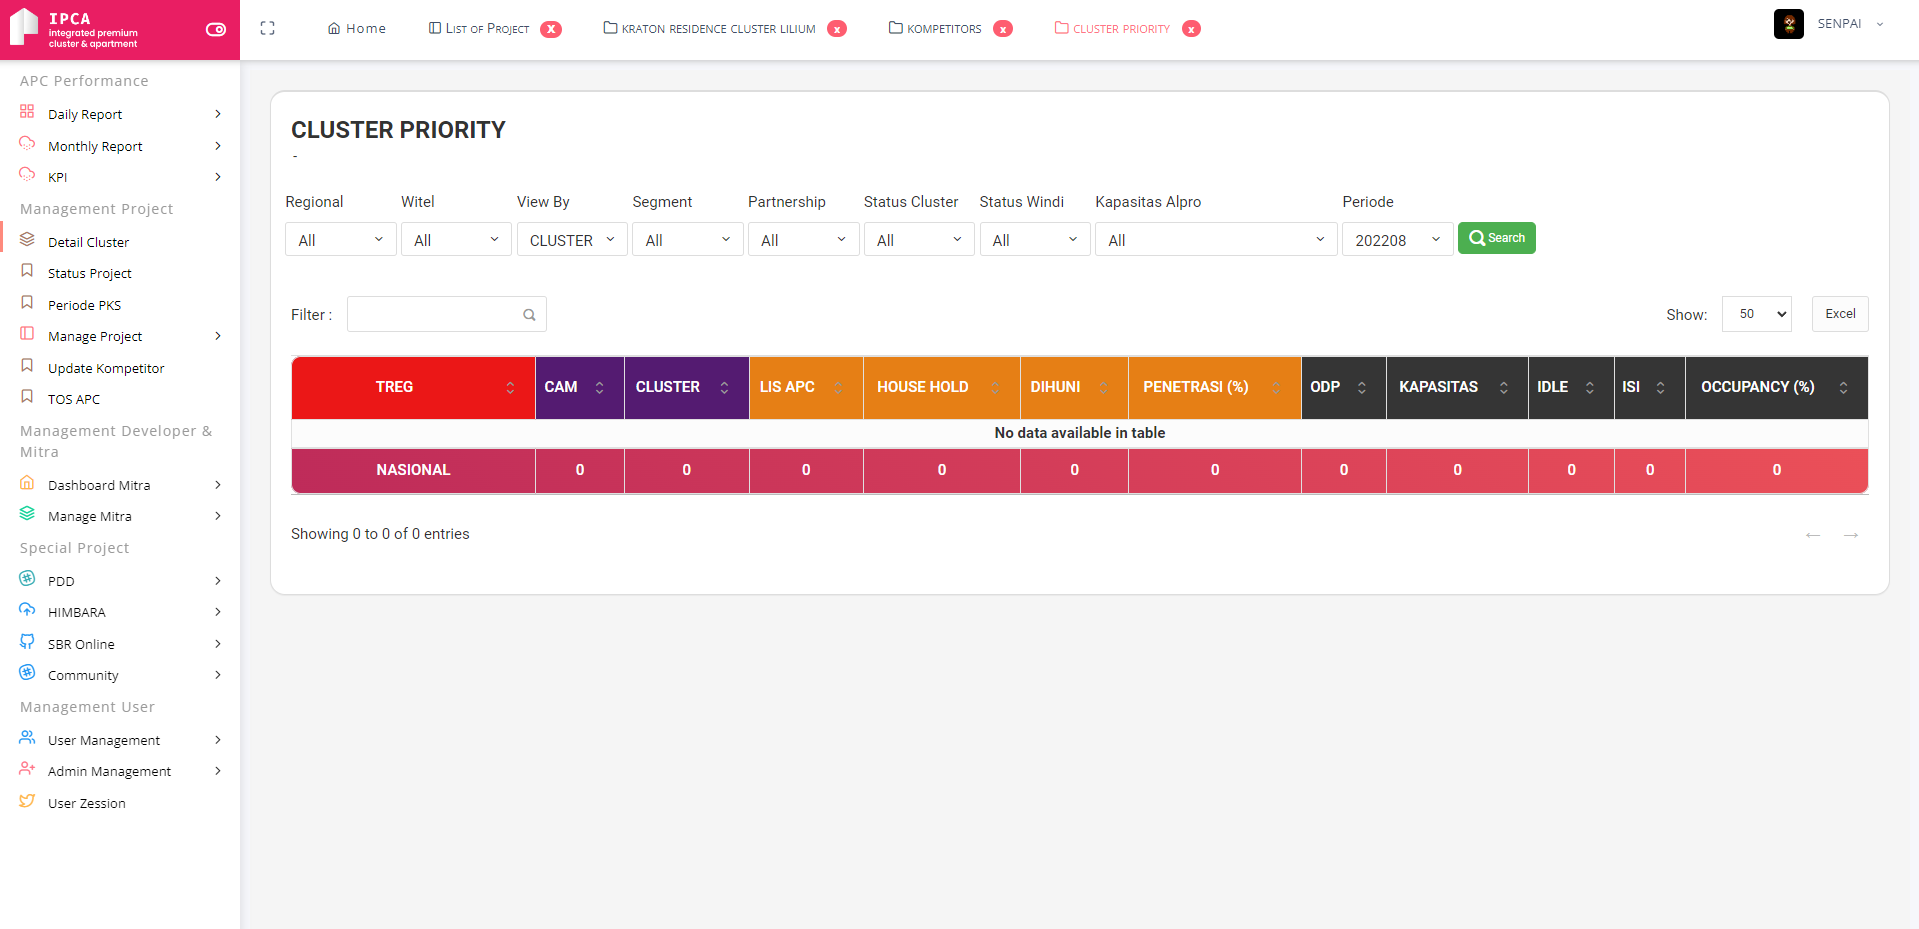 IPCA
integrated premium
cluster & apartment
Home
List of Project x
KRATON RESIDENCE CLUSTER LILIUM x
KOMPETITORS x
CLUSTER PRIORITY x
SENPAI
APC Performance
Daily Report
Monthly Report
KPI
Management Project
Detail Cluster
Status Project
Periode PKS
Manage Project
Update Kompetitor
TOS APC
Management Developer &
Mitra
Dashboard Mitra
Manage Mitra
Special Project
PDD
HIMBARA
SBR Online
Community
Management User
User Management
Admin Management
User Zession
CLUSTER PRIORITY
-
Regional Witel View By Segment Partnership Status Cluster Status Windi Kapasitas Alpro Periode
All All CLUSTER All All All All All 202208 Search
Filter :
Show: 50 Excel
TREG CAM CLUSTER LIS APC HOUSE HOLD DIHUNI PENETRASI (%) ODP KAPASITAS IDLE ISI OCCUPANCY (%)
No data available in table
NASIONAL 0 0 0 0 0 0 0 0 0 0 0
Showing 0 to 0 of 0 entries
← →